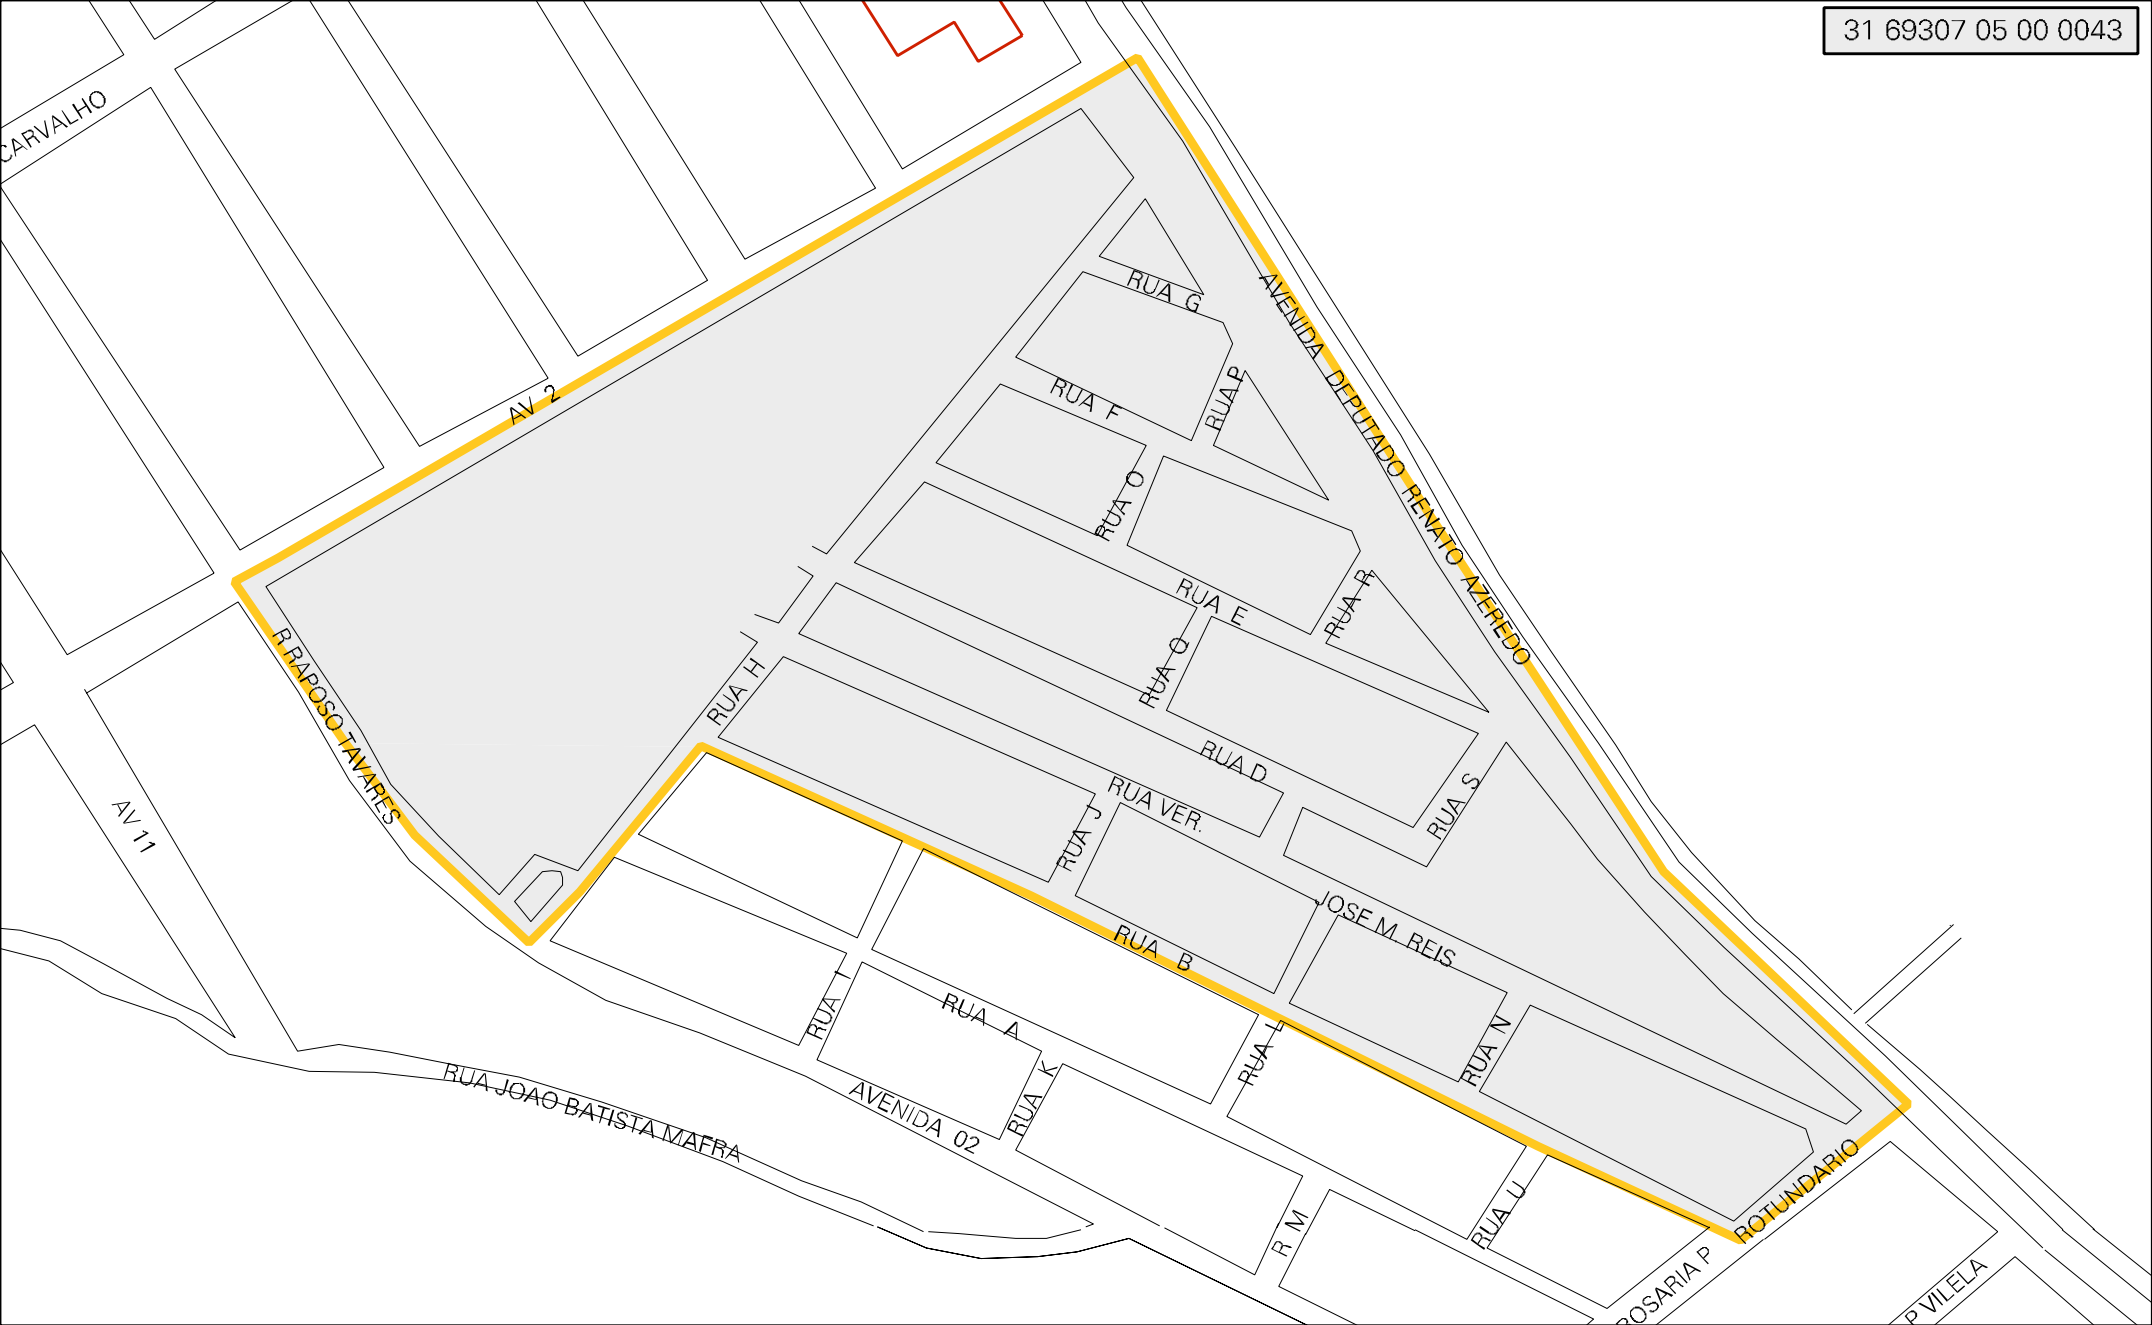 31 69307 05 00 0043
CARVALHO
AV 2
RUA G
AVENIDA DEPUTADO RENATO AZEREDO
RUA P
RUA F
RUA O
RUA E
RUA R
RUA Q
R RAPOSO TAVARES
RUA H
RUA D
RUA S
AV 11
RUA VER. JOSE M. REIS
RUA J
RUA B
RUA I
RUA A
RUA L
RUA N
RUA K
RUA JOAO BATISTA MAFRA
AVENIDA 02
ROTUNDARIO
RUA U
R M
ROSARIA P
P VILELA